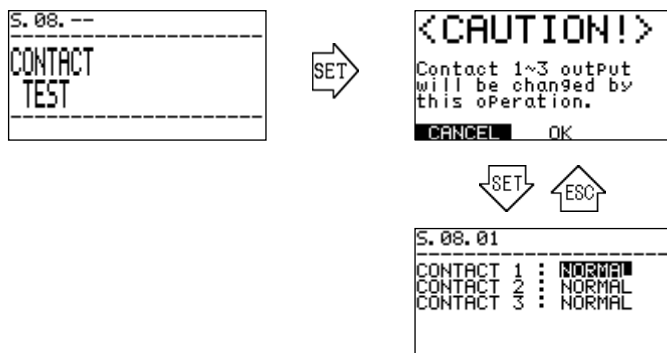 S.08.--
CONTACT
TEST
SET
<CAUTION!>
Contact 1~3 output
will be changed by
this operation.
CANCEL OK
SET
ESC
S.08.01
CONTACT 1 : NORMAL
CONTACT 2 : NORMAL
CONTACT 3 : NORMAL